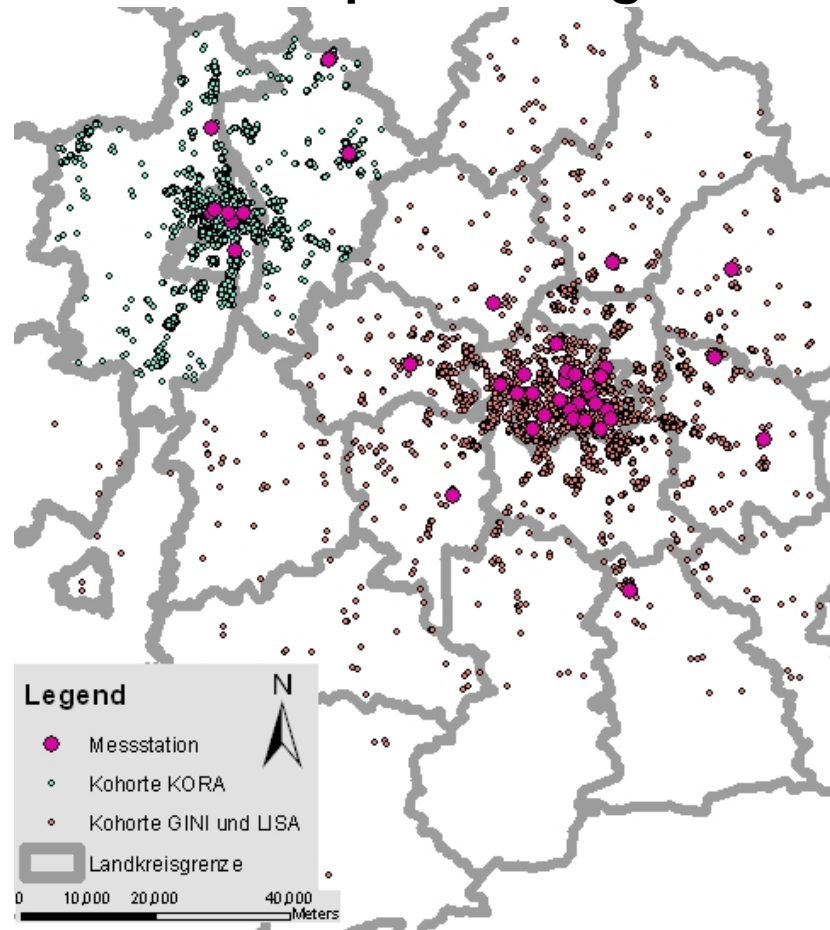 N
Legend
Messstation
Kohorte KORA
Kohorte GINI und LISA
Landkreisgrenze
0 10,000 20,000 40,000
Meters